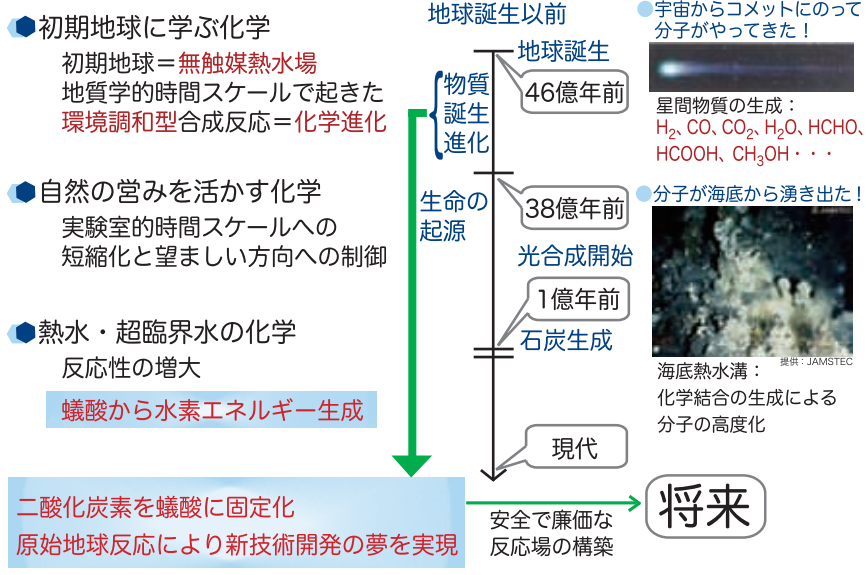 初期地球に学ぶ化学
初期地球＝無触媒熱水場
地質学的時間スケールで起きた
環境調和型合成反応＝化学進化
自然の営みを活かす化学
実験室的時間スケールへの
短縮化と望ましい方向への制御
熱水・超臨界水の化学
反応性の増大
蟻酸から水素エネルギー生成
二酸化炭素を蟻酸に固定化
原始地球反応により新技術開発の夢を実現
地球誕生以前
地球誕生
46億年前
物質
誕生
進化
38億年前
生命の
起源
光合成開始
1億年前
石炭生成
現代
安全で廉価な
反応場の構築
将来
宇宙からコメットにのって
分子がやってきた！
星間物質の生成：
H2、CO、CO2、H2O、HCHO、
HCOOH、CH3OH・・・
分子が海底から湧き出た！
©JAMSTEC
提供：JAMSTEC
海底熱水溝：
化学結合の生成による
分子の高度化